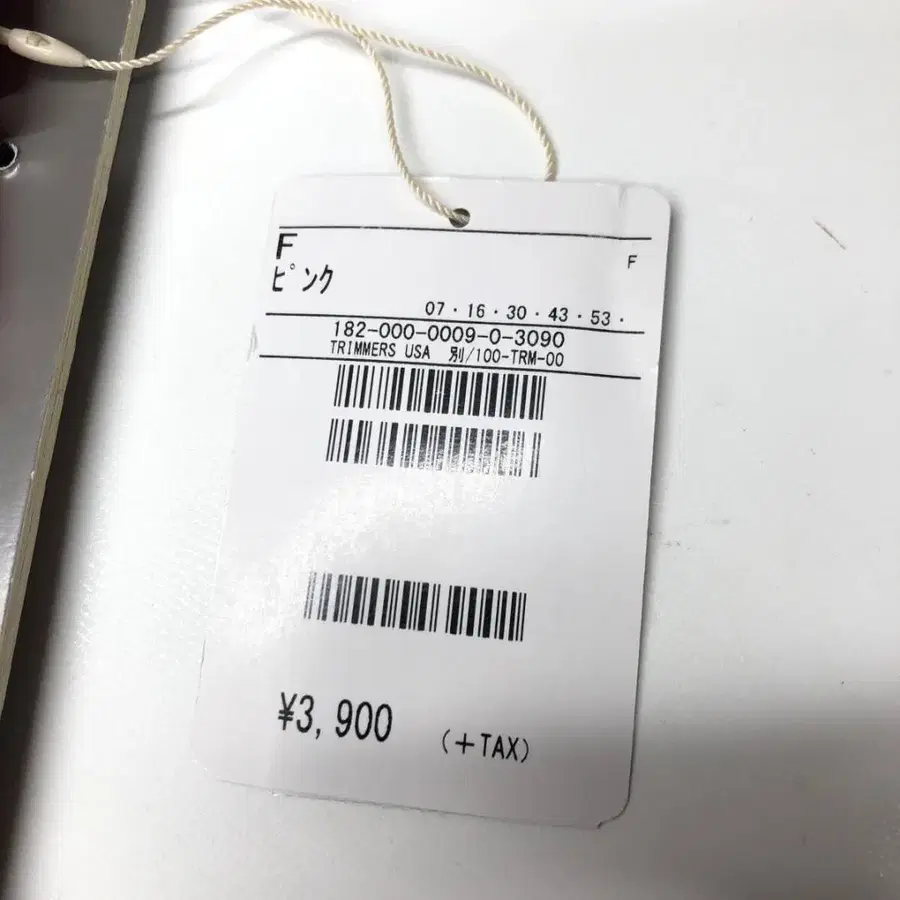 F
F
ﾋﾟﾝｸ
07・16・30・43・53・
182-000-0009-0-3090
TRIMMERS USA 別/100-TRM-00
¥3,900 (+TAX)